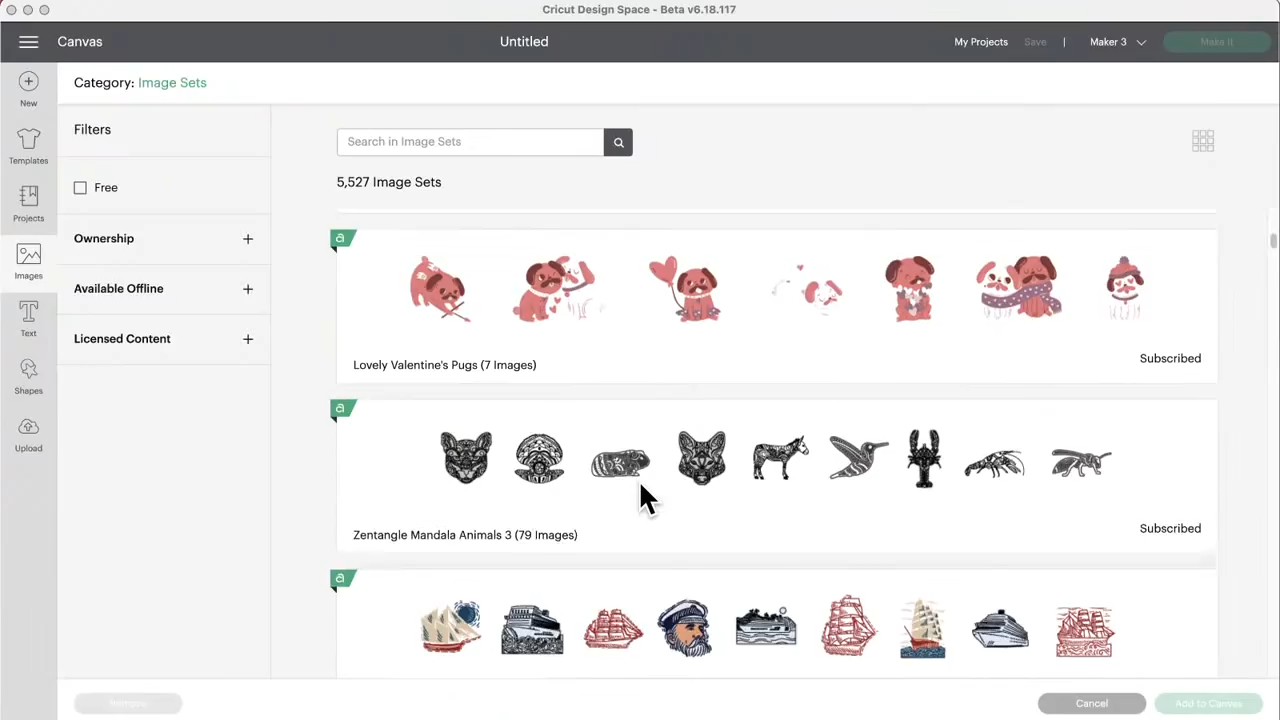 Cricut Design Space - Beta v6.18.117
Canvas
Untitled
My Projects
Save
|
Maker 3
Make It
New
Templates
Projects
Images
Text
Shapes
Upload
Category: Image Sets
Filters
Free
Ownership
Available Offline
Licensed Content
Search in Image Sets
5,527 Image Sets
a
Lovely Valentine's Pugs (7 Images)
Subscribed
a
Zentangle Mandala Animals 3 (79 Images)
Subscribed
a
Cancel
Add to Canvas